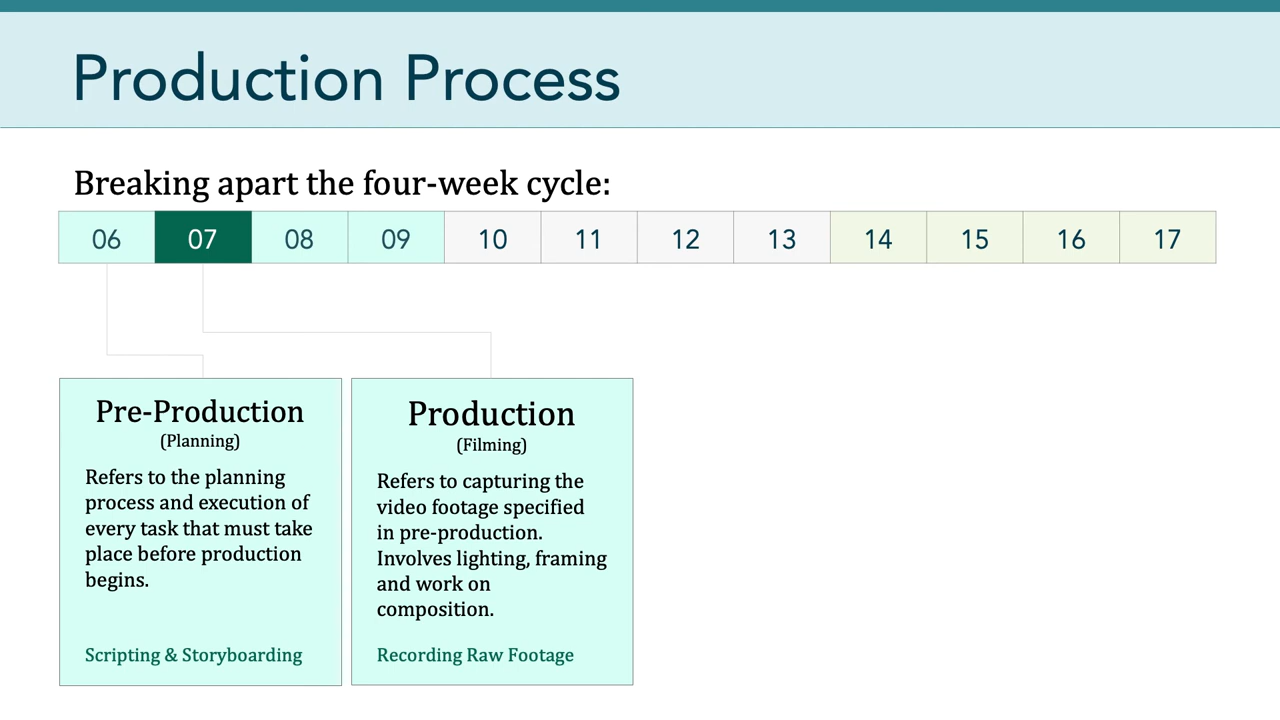 Production Process
Breaking apart the four-week cycle:
06 07 08 09 10 11 12 13 14 15 16 17
Pre-Production
(Planning)
Refers to the planning
process and execution of
every task that must take
place before production
begins.
Scripting & Storyboarding
Production
(Filming)
Refers to capturing the
video footage specified
in pre-production.
Involves lighting, framing
and work on
composition.
Recording Raw Footage